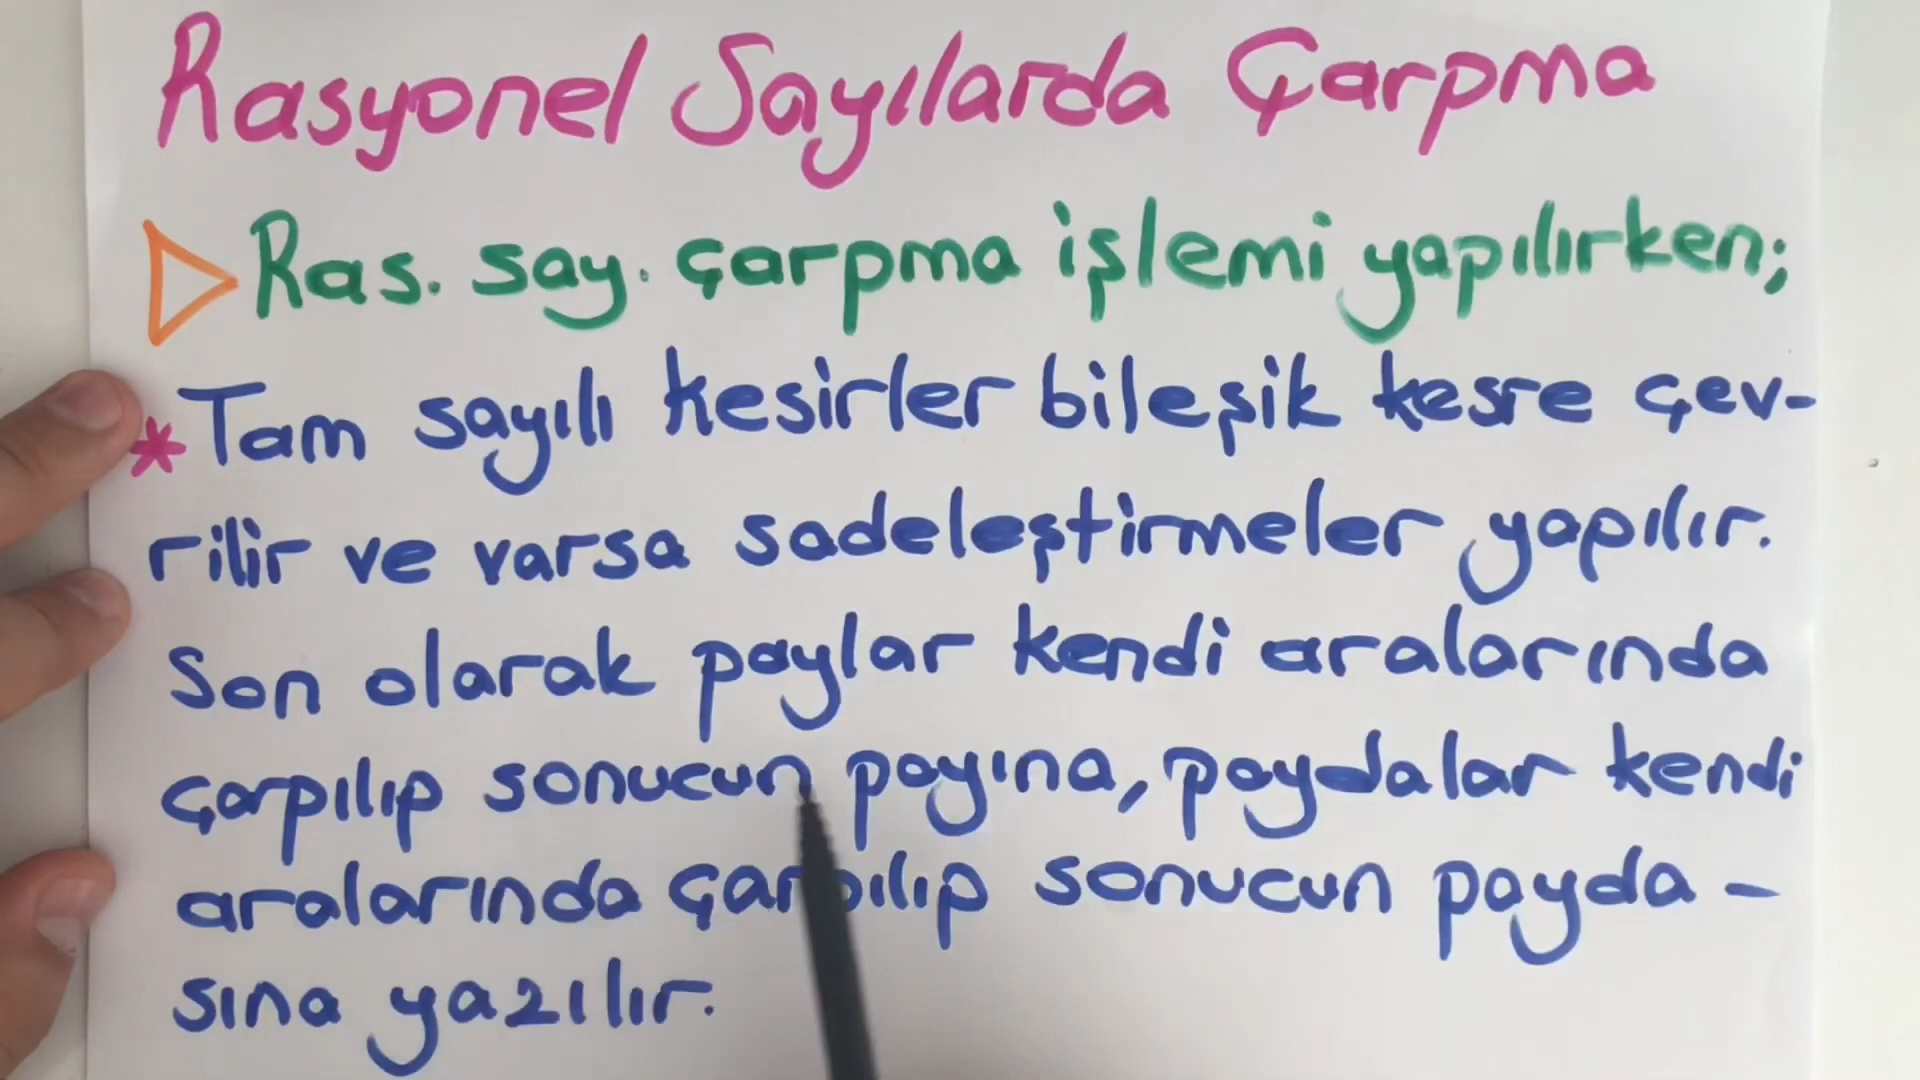 Rasyonel Sayılarda Çarpma
Ras. say. çarpma işlemi yapılırken;
*Tam sayılı kesirler bileşik kesre çev-
rilir ve varsa sadeleştirmeler yapılır.
Son olarak paylar kendi aralarında
çarpılıp sonucun payına, paydalar kendi
aralarında çarpılıp sonucun payda-
sına yazılır.